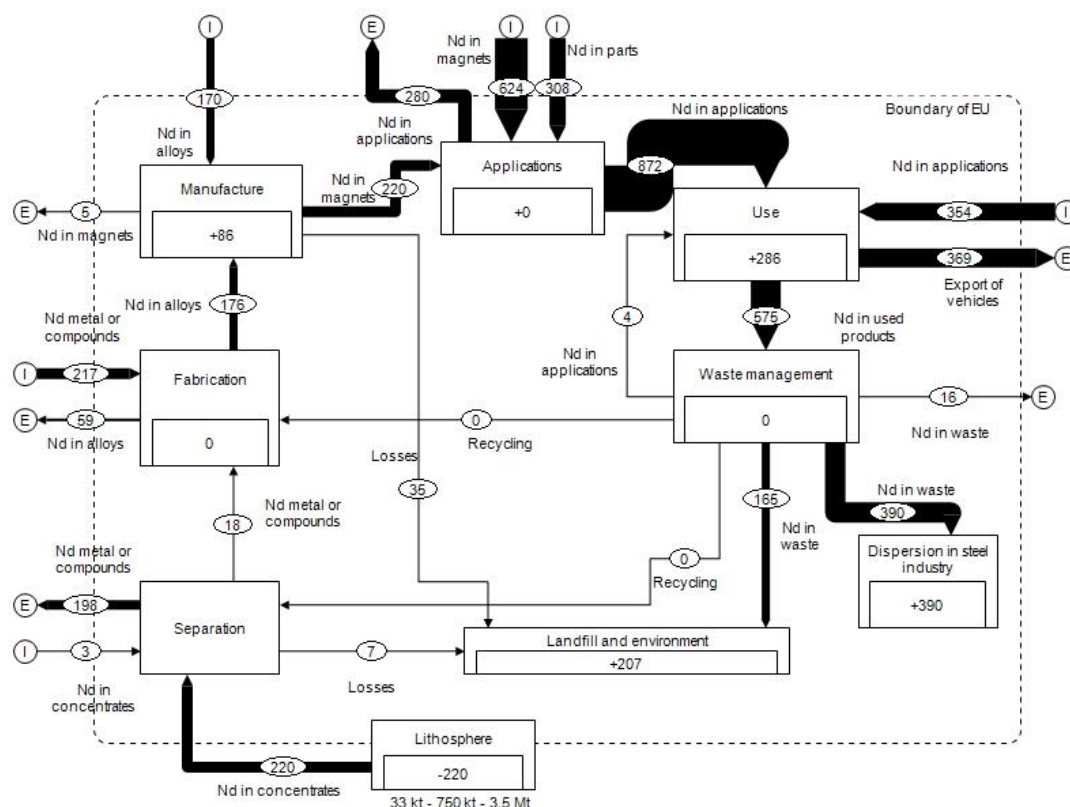 E
I
I
I
Nd in
magnets
Nd in parts
170
280
624
308
Nd in applications
Boundary of EU
Nd in
alloys
Nd in
applications
Manufacture
+86
Nd in
magnets
220
Applications
+0
872
Nd in applications
E
5
Nd in magnets
Use
+286
354
I
369
E
Export of
vehicles
176
Nd in alloys
4
575
Nd in used
products
Nd metal or
compounds
Nd in
applications
I
217
Fabrication
0
Waste management
0
16
E
E
59
Nd in alloys
0
Recycling
Nd in waste
Losses
35
165
Nd in waste
390
Nd metal or
compounds
18
Nd in
waste
Nd metal or
compounds
0
Recycling
Dispersion in steel
industry
+390
E
198
Separation
I
3
7
Landfill and environment
+207
Nd in
concentrates
Losses
Lithosphere
-220
220
Nd in concentrates
33 kt - 750 kt - 3.5 Mt